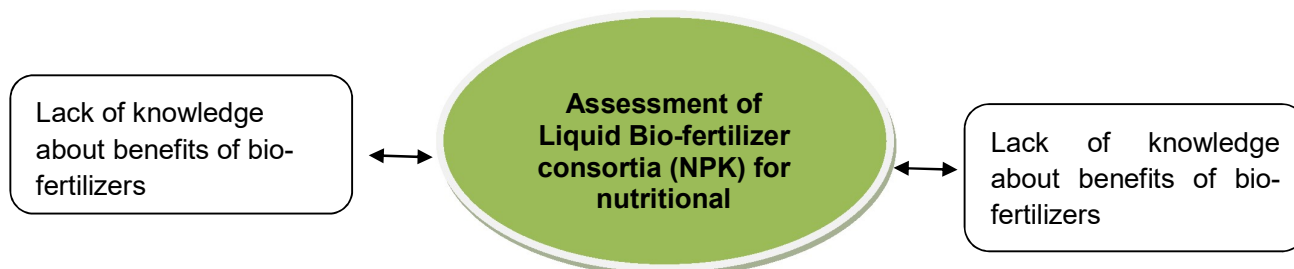 Lack of knowledge
about benefits of bio-
fertilizers
Assessment of
Liquid Bio-fertilizer
consortia (NPK) for
nutritional
Lack of knowledge
about benefits of bio-
fertilizers